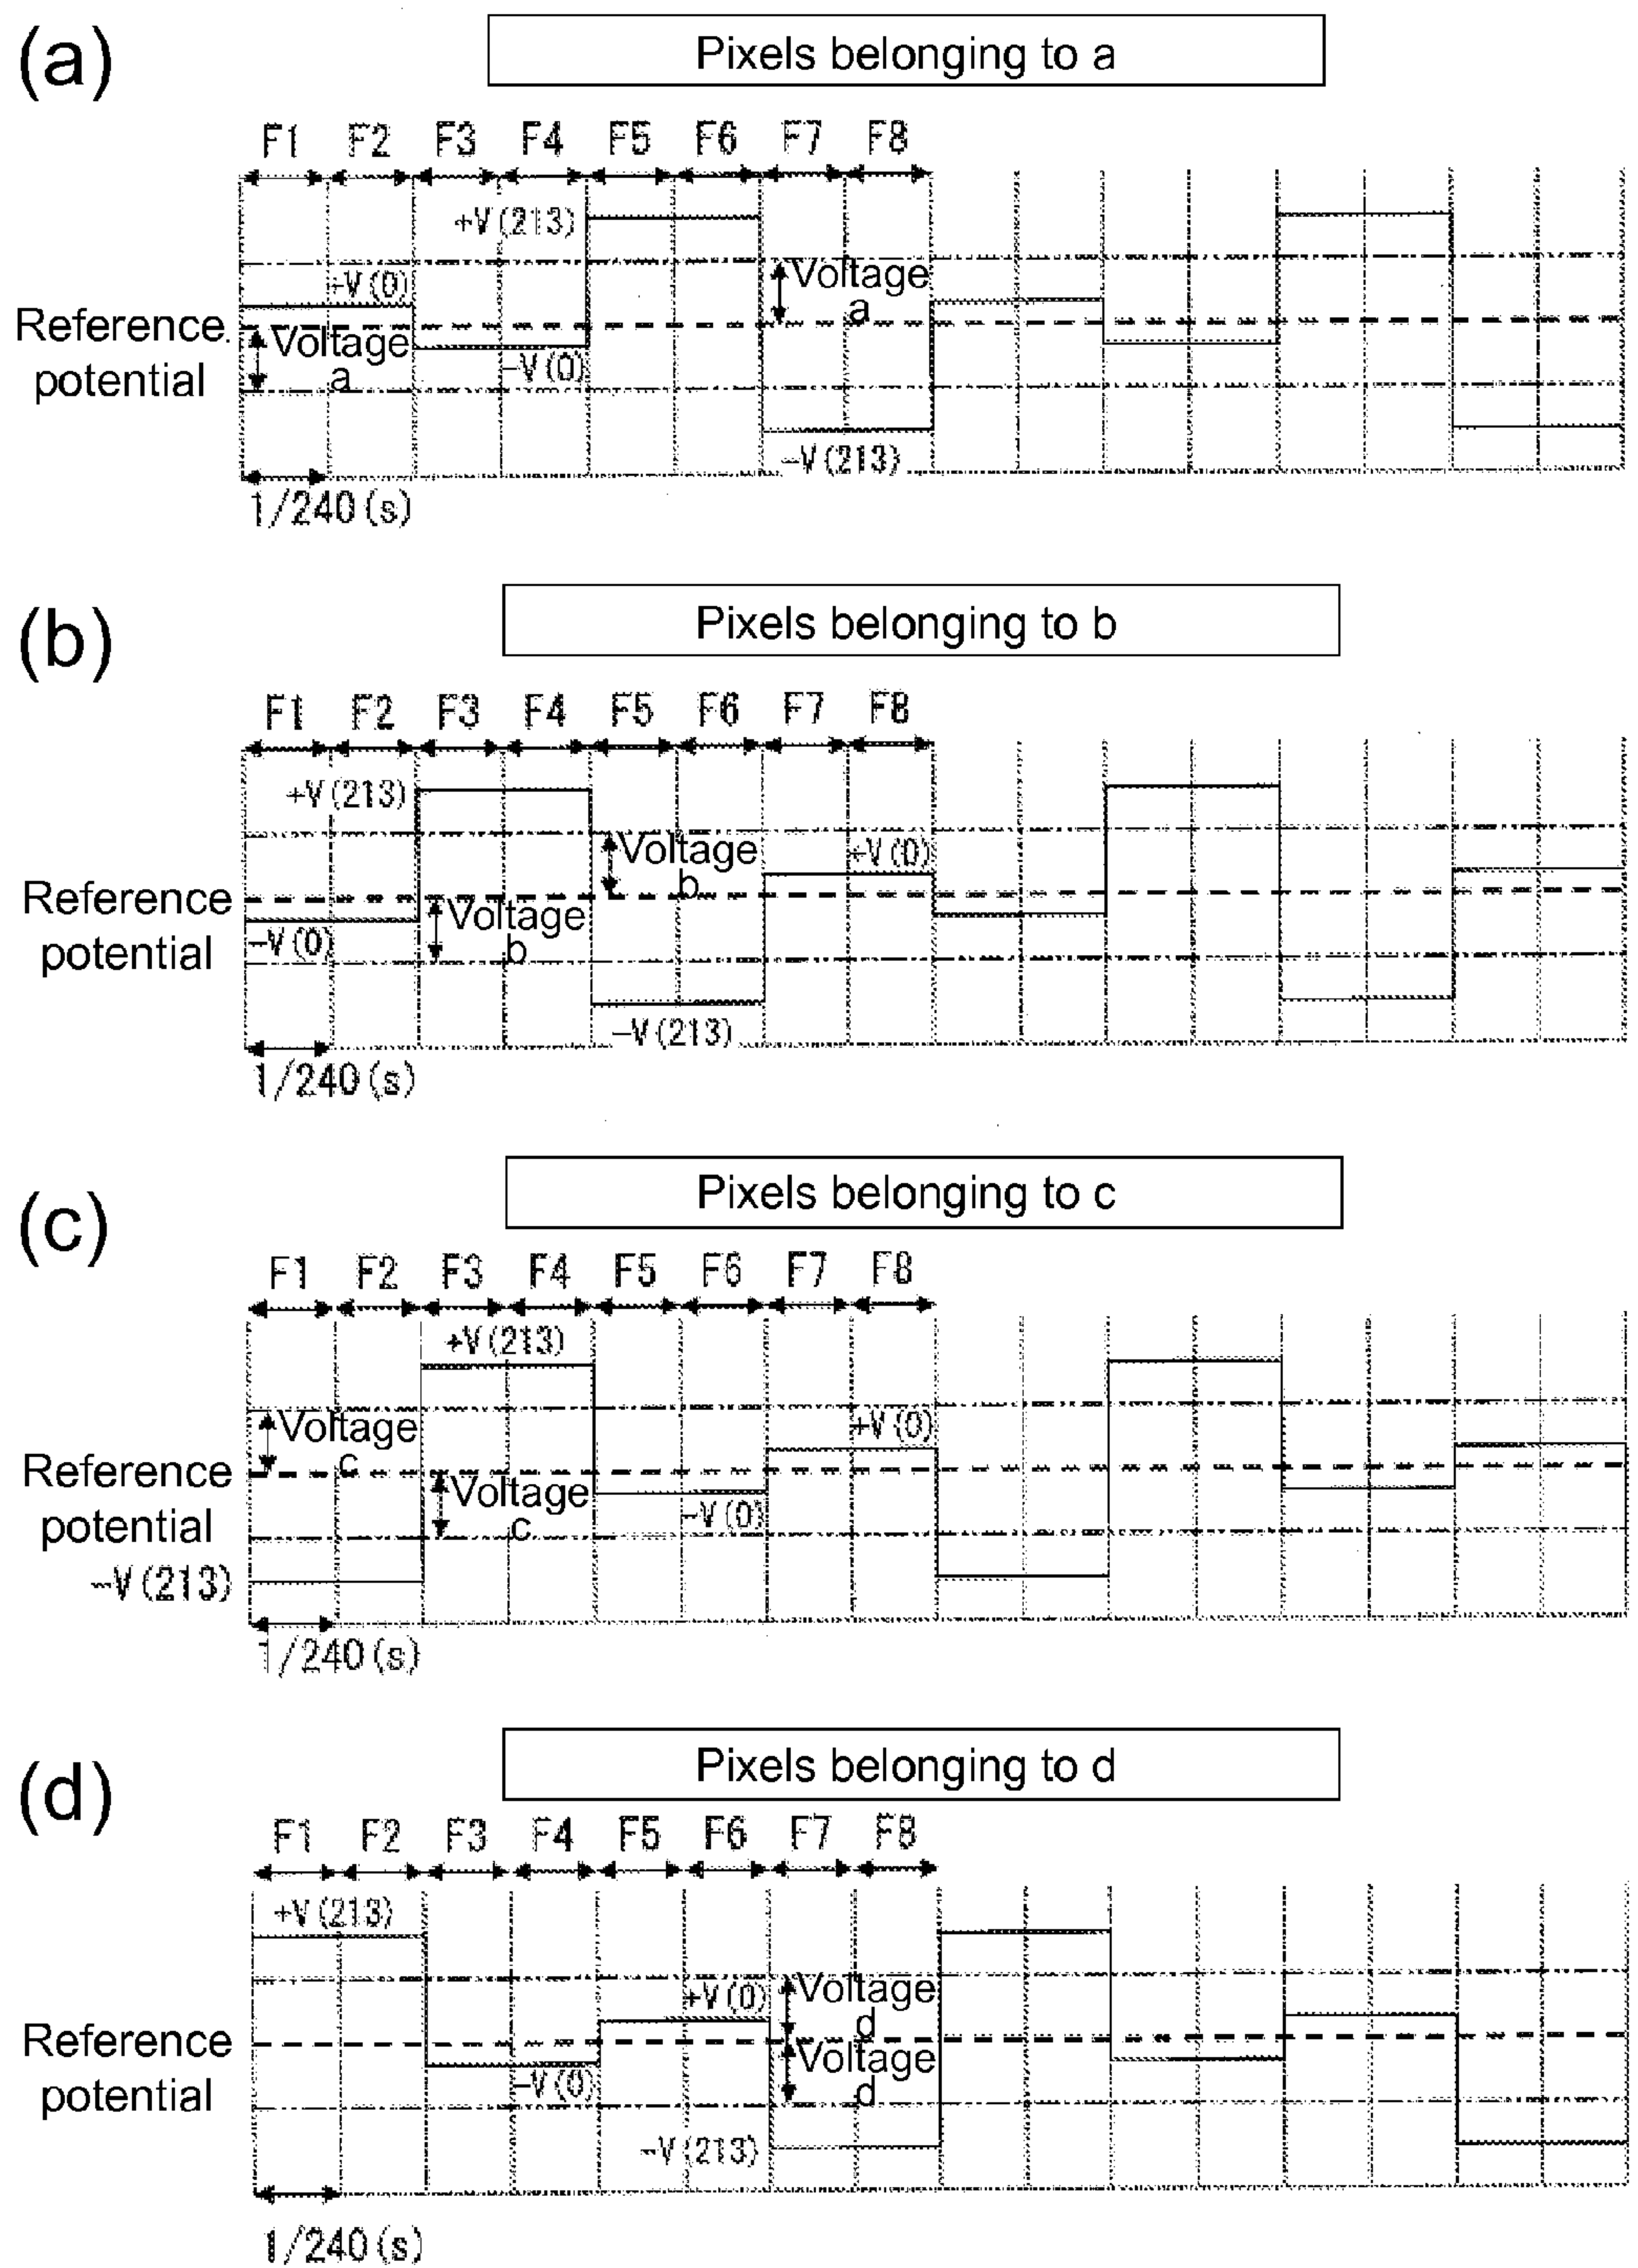 (a)
Pixels belonging to a
F1 F2 F3 F4 F5 F6 F7 F8
+V(213)
+V(0)
Voltage a
Reference potential
Voltage a
-V(0)
-V(213)
1/240(s)
(b)
Pixels belonging to b
F1 F2 F3 F4 F5 F6 F7 F8
+V(213)
Voltage b
+V(0)
Reference potential
-V(0)
Voltage b
-V(213)
1/240(s)
(c)
Pixels belonging to c
F1 F2 F3 F4 F5 F6 F7 F8
+V(213)
Voltage c
+V(0)
Reference potential
Voltage c
-V(0)
-V(213)
1/240(s)
(d)
Pixels belonging to d
F1 F2 F3 F4 F5 F6 F7 F8
+V(213)
+V(0)
Voltage d
Reference potential
Voltage d
-V(0)
-V(213)
1/240(s)